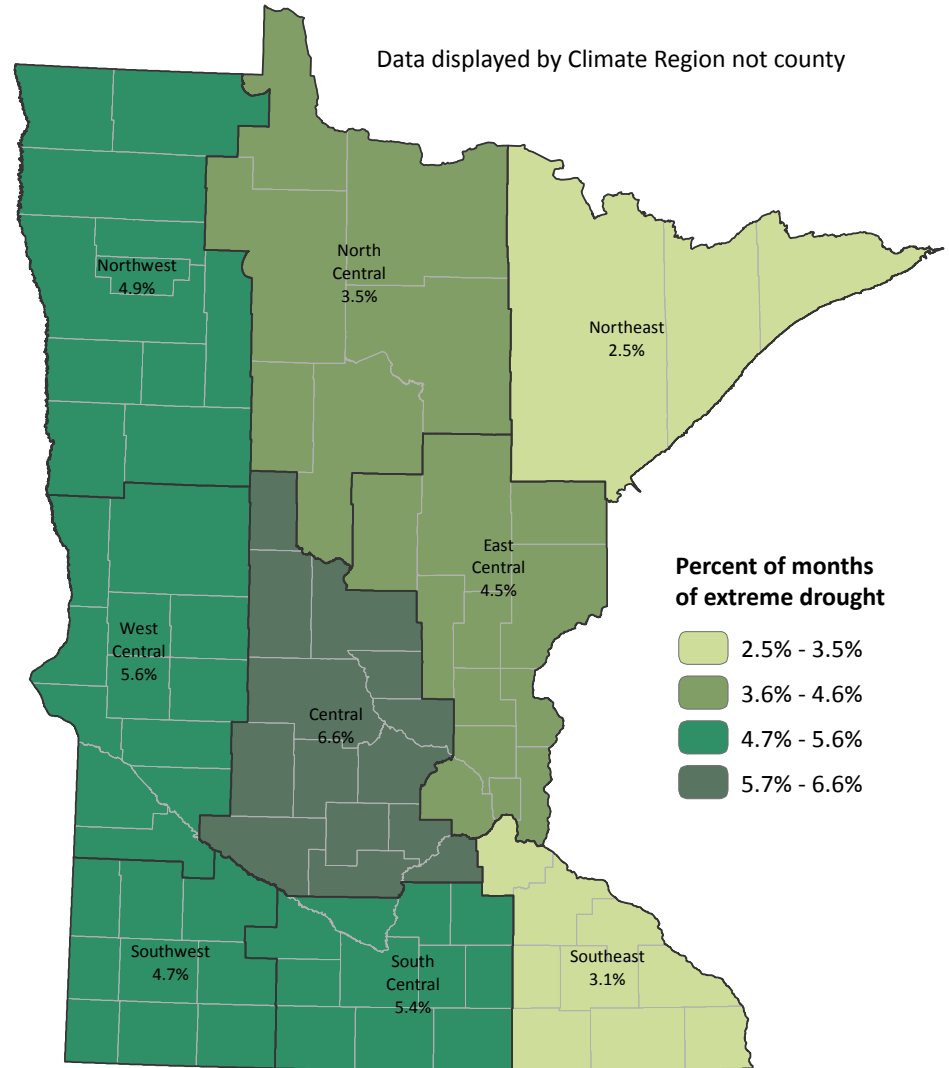 Data displayed by Climate Region not county
North
Central
3.5%
Northwest
4.9%
Northeast
2.5%
East
Central
4.5%
Percent of months
of extreme drought
2.5% - 3.5%
3.6% - 4.6%
4.7% - 5.6%
5.7% - 6.6%
West
Central
5.6%
Central
6.6%
Southwest
4.7%
South
Central
5.4%
Southeast
3.1%